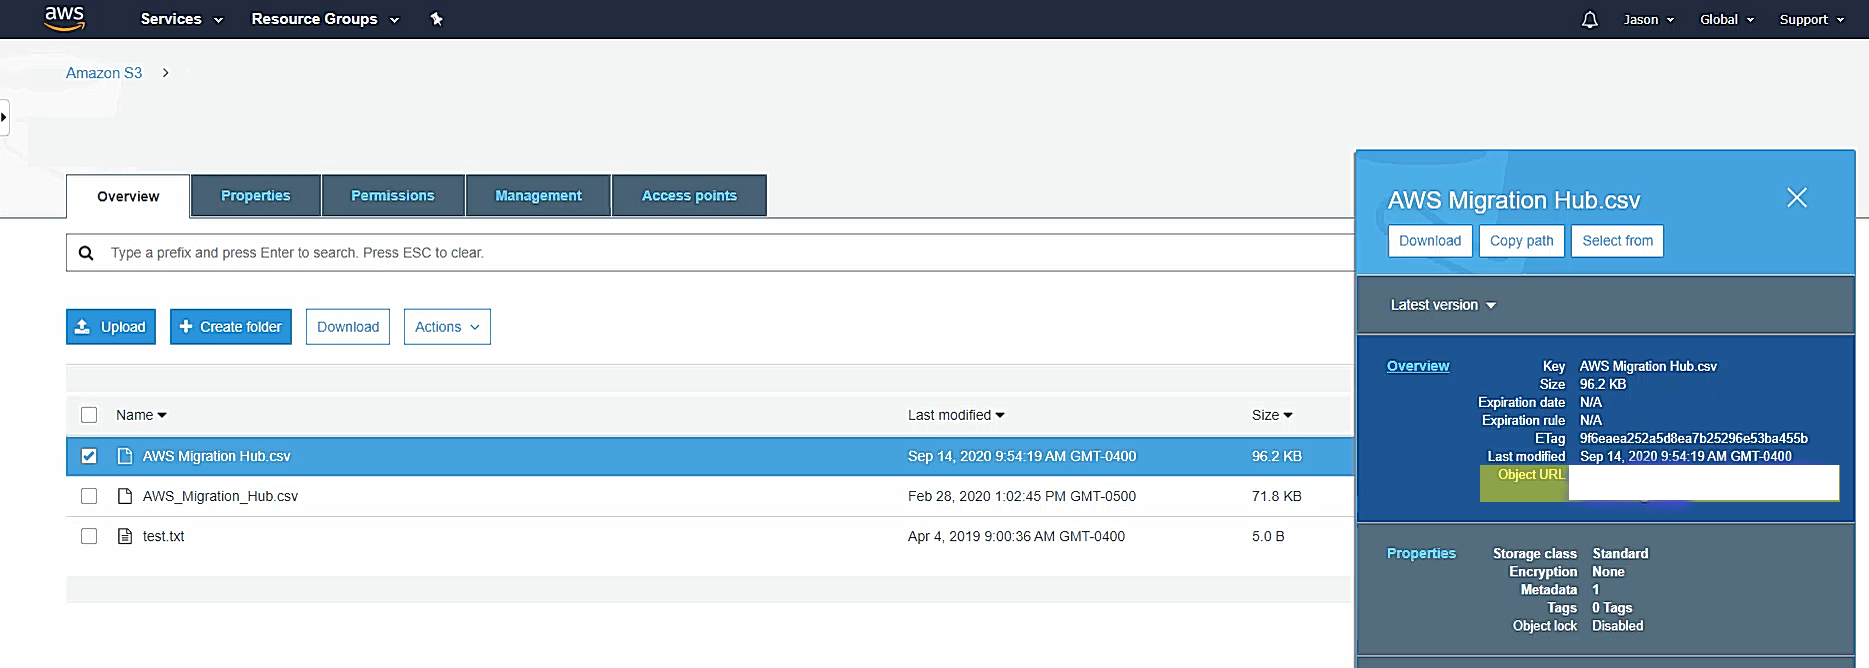 aws Services Resource Groups Jason Global Support
Amazon S3
Overview Properties Permissions Management Access points
Type a prefix and press Enter to search. Press ESC to clear.
Upload Create folder Download Actions
Name Last modified Size
AWS Migration Hub.csv Sep 14, 2020 9:54:19 AM GMT-0400 96.2 KB
AWS_Migration_Hub.csv Feb 28, 2020 1:02:45 PM GMT-0500 71.8 KB
test.txt Apr 4, 2019 9:00:36 AM GMT-0400 5.0 B
AWS Migration Hub.csv
Download Copy path Select from
Latest version
Overview Key AWS Migration Hub.csv
Size 96.2 KB
Expiration date N/A
Expiration rule N/A
ETag 9f6eaea252a5d8ea7b25296e53ba455b
Last modified Sep 14, 2020 9:54:19 AM GMT-0400
Object URL
Properties Storage class Standard
Encryption None
Metadata 1
Tags 0 Tags
Object lock Disabled